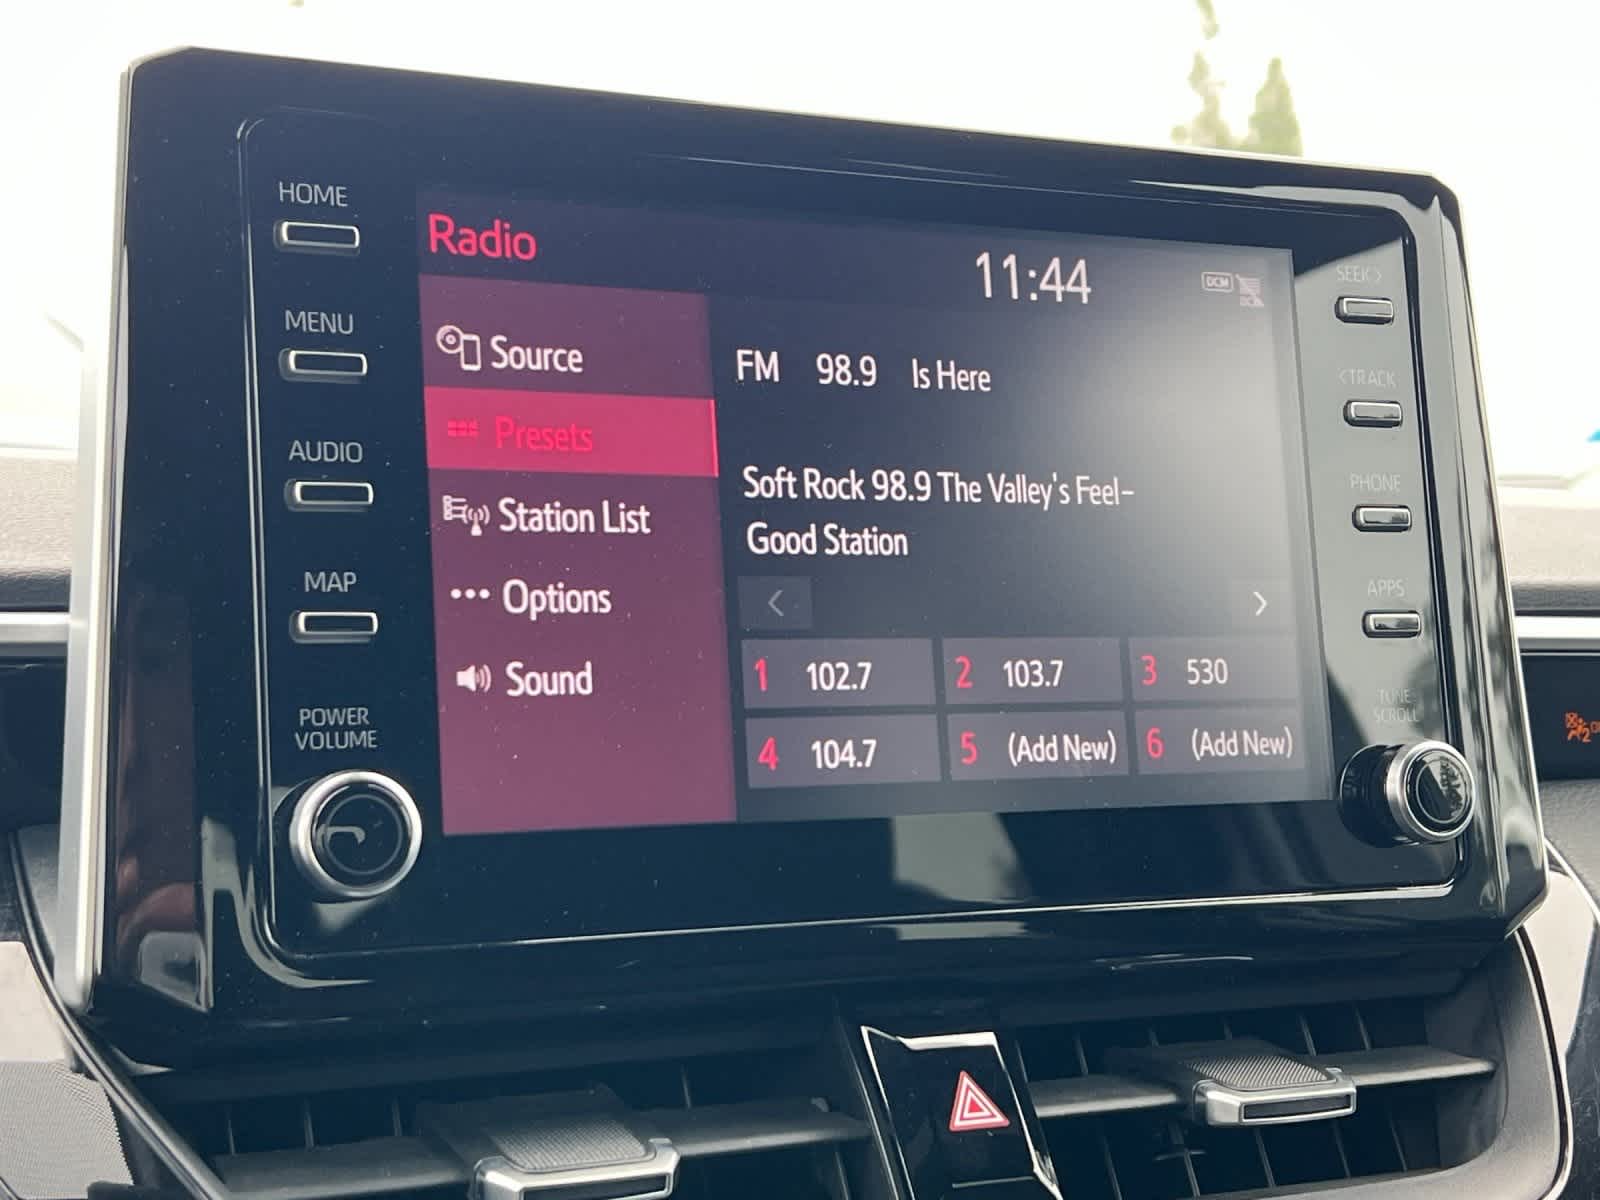 HOME
MENU
AUDIO
MAP
POWER
VOLUME
Radio
11:44
DCM
Source
Presets
Station List
Options
Sound
FM 98.9 Is Here
Soft Rock 98.9 The Valley's Feel-
Good Station
<
>
1 102.7 2 103.7 3 530
4 104.7 5 (Add New) 6 (Add New)
SEEK>
<TRACK
PHONE
APPS
TUNE
SCROLL